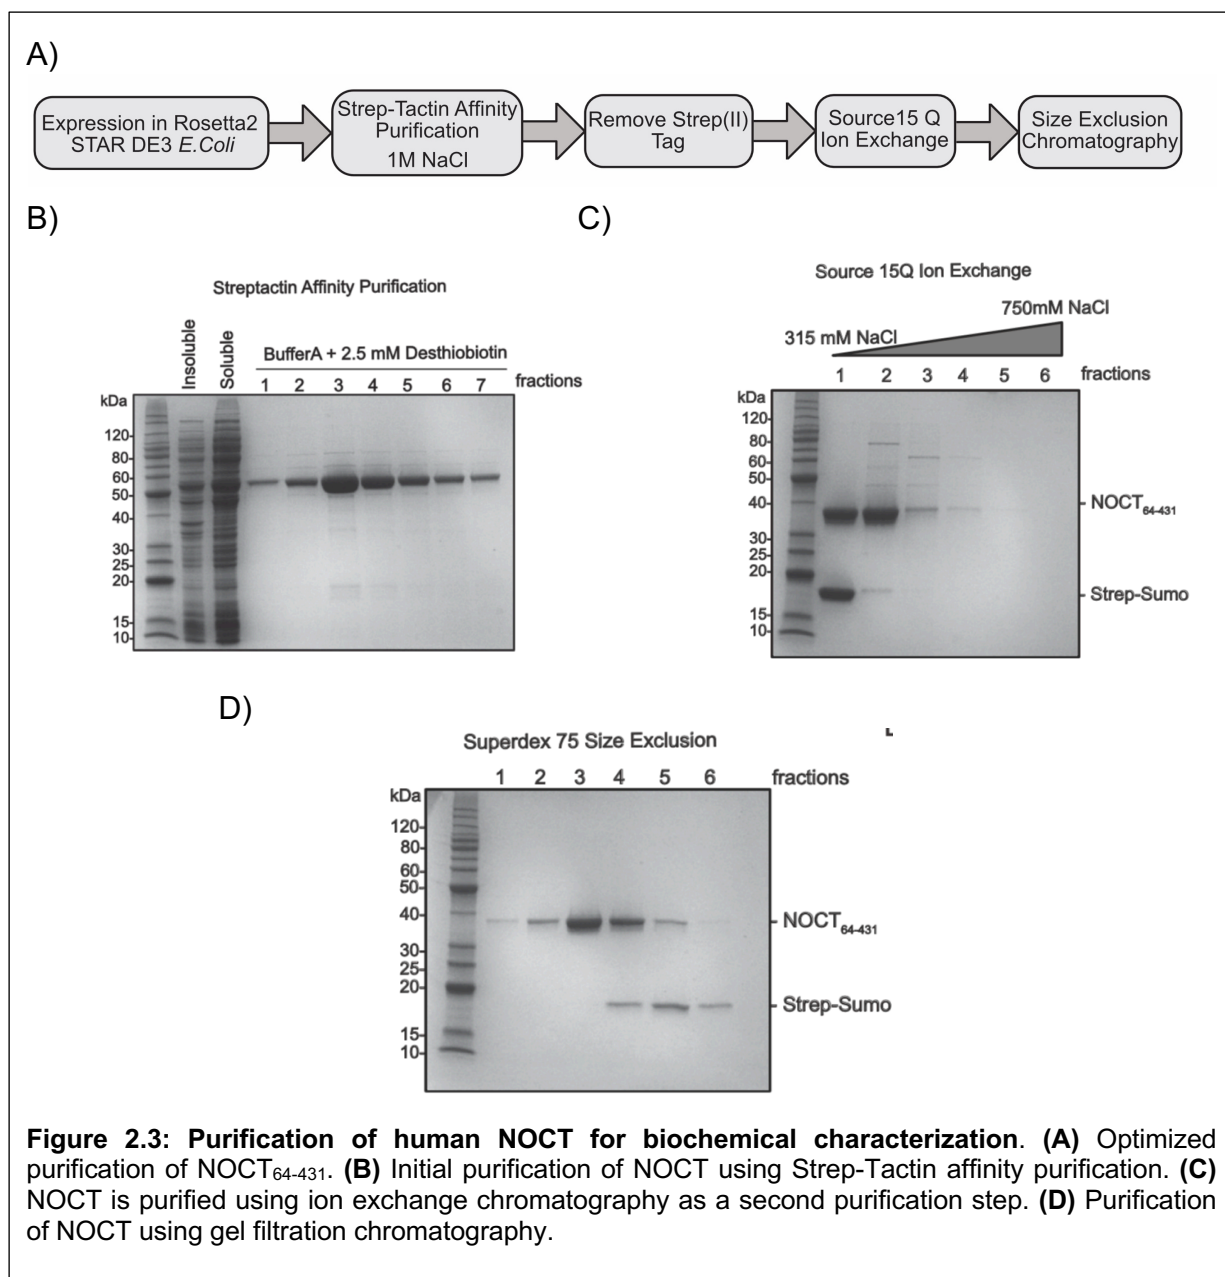 A)
Expression in Rosetta2
STAR DE3 E.Coli
Strep-Tactin Affinity
Purification
1M NaCl
Remove Strep(II)
Tag
Source15 Q
Ion Exchange
Size Exclusion
Chromatography
B)
Streptactin Affinity Purification
Insoluble
Soluble
BufferA + 2.5 mM Desthiobiotin
1 2 3 4 5 6 7 fractions
kDa
120
80
60
50
40
30
25
20
15
10
C)
Source 15Q Ion Exchange
750mM NaCl
315 mM NaCl
1 2 3 4 5 6 fractions
kDa
120
80
60
50
40
30
25
20
15
10
NOCT64-431
Strep-Sumo
D)
Superdex 75 Size Exclusion
1 2 3 4 5 6 fractions
kDa
120
80
60
50
40
30
25
20
15
10
NOCT64-431
Strep-Sumo
Figure 2.3: Purification of human NOCT for biochemical characterization. (A) Optimized
purification of NOCT64-431. (B) Initial purification of NOCT using Strep-Tactin affinity purification. (C)
NOCT is purified using ion exchange chromatography as a second purification step. (D) Purification
of NOCT using gel filtration chromatography.